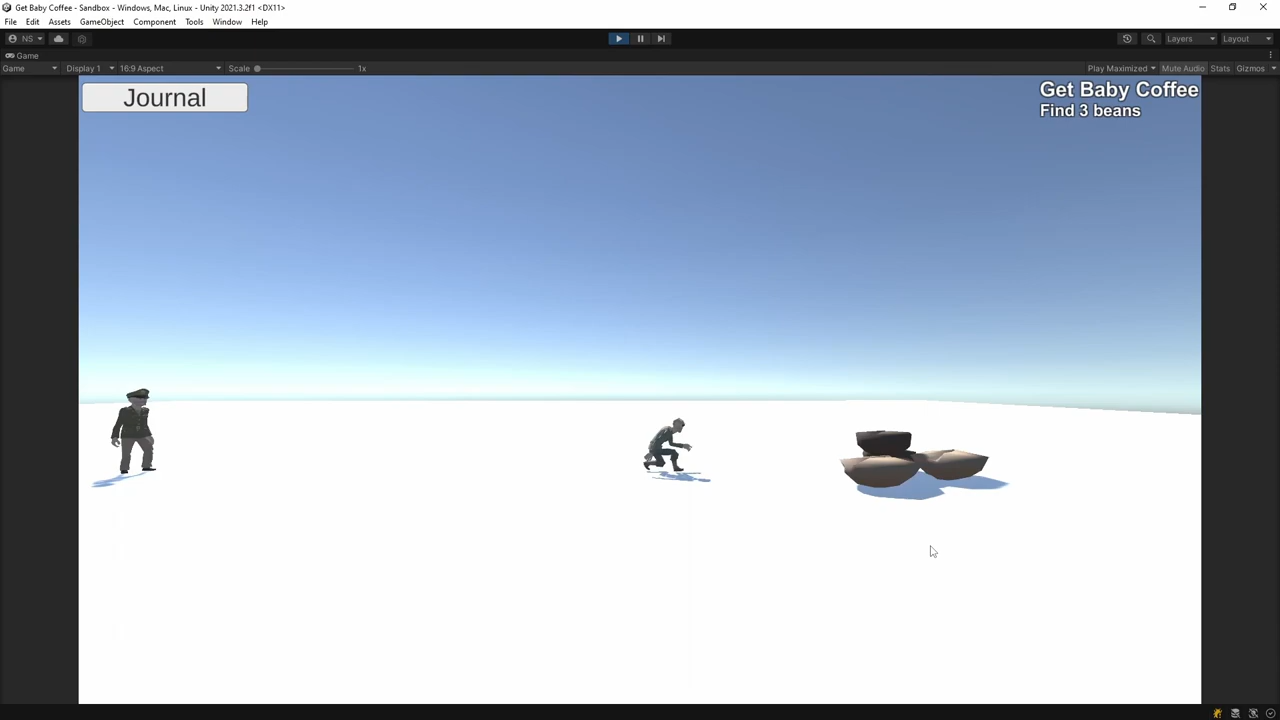 Get Baby Coffee - Sandbox - Windows, Mac, Linux - Unity 2021.3.2f1 <DX11>
File Edit Assets GameObject Component Tools Window Help
NS
Game
Game Display 1 16:9 Aspect Scale 1x Play Maximized Mute Audio Stats Gizmos
Layers Layout
Journal
Get Baby Coffee
Find 3 beans